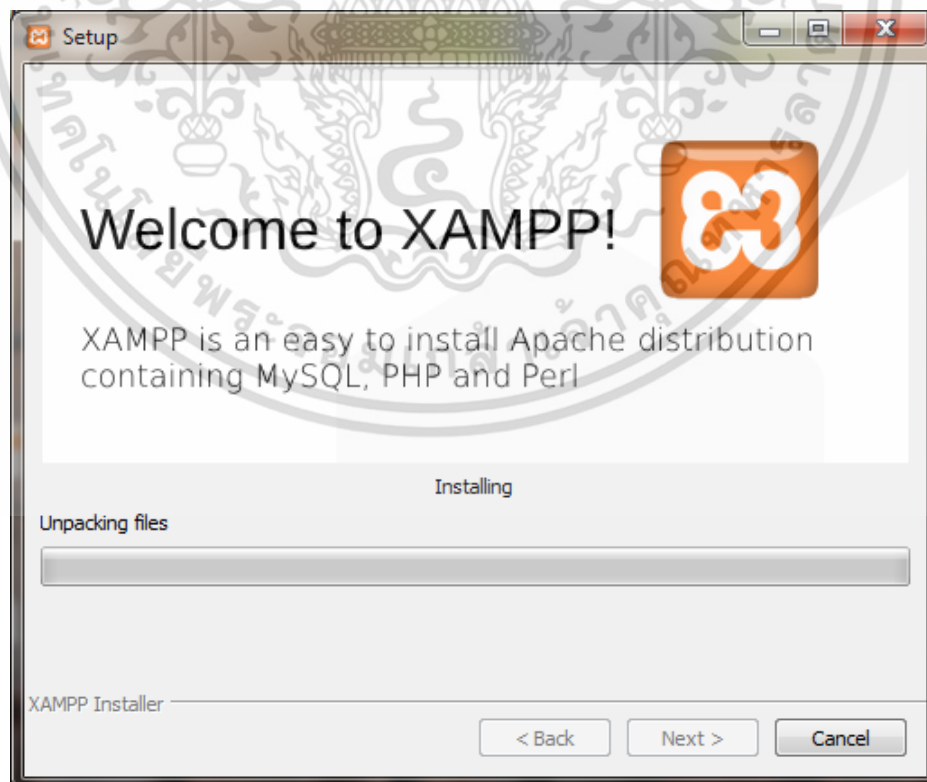 Setup
Welcome to XAMPP!
XAMPP is an easy to install Apache distribution
containing MySQL, PHP and Perl
Installing
Unpacking files
XAMPP Installer
< Back
Next >
Cancel